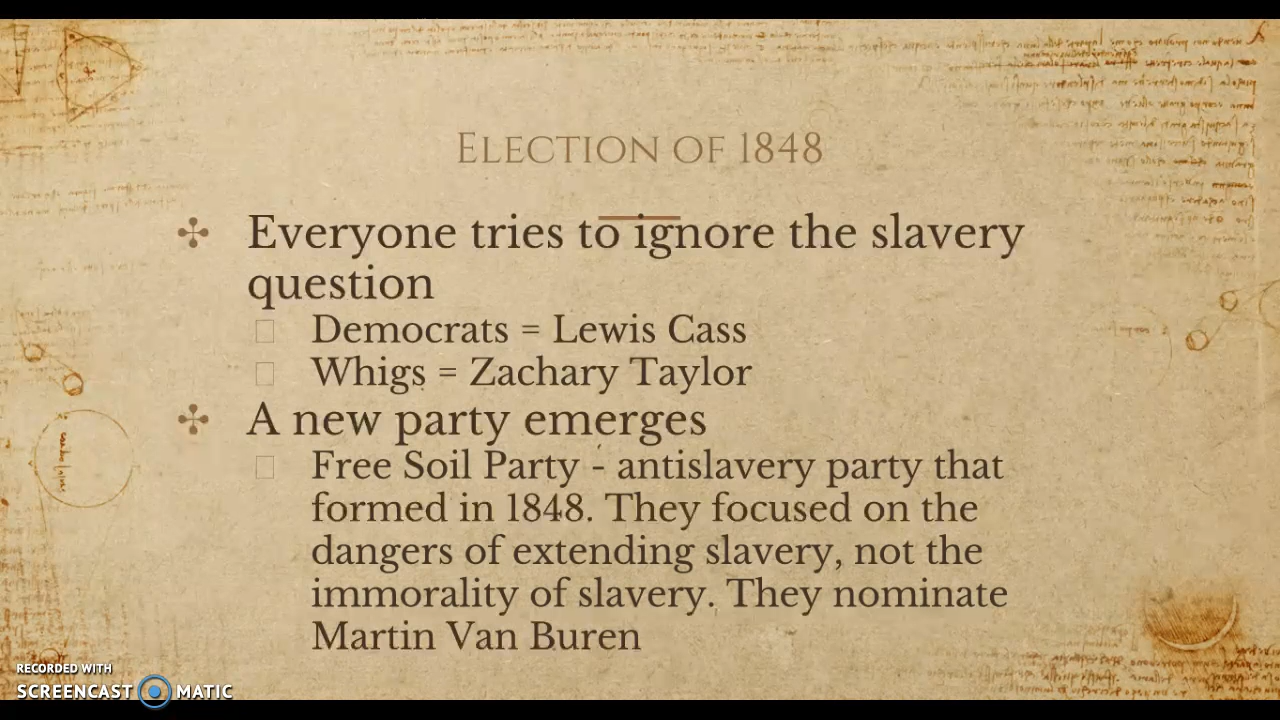 Election of 1848
Everyone tries to ignore the slavery
question
Democrats = Lewis Cass
Whigs = Zachary Taylor
A new party emerges
Free Soil Party - antislavery party that
formed in 1848. They focused on the
dangers of extending slavery, not the
immorality of slavery. They nominate
Martin Van Buren
RECORDED WITH
SCREENCAST MATIC